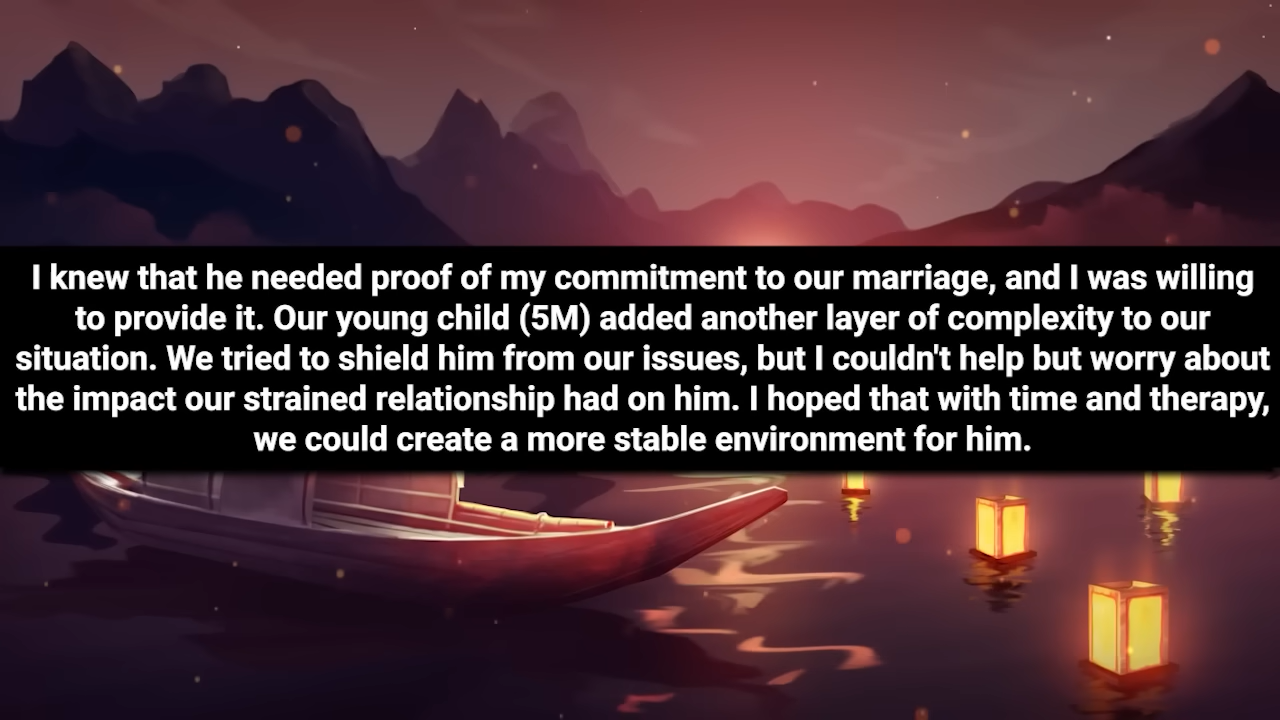 I knew that he needed proof of my commitment to our marriage, and I was willing
to provide it. Our young child (5M) added another layer of complexity to our
situation. We tried to shield him from our issues, but I couldn't help but worry about
the impact our strained relationship had on him. I hoped that with time and therapy,
we could create a more stable environment for him.